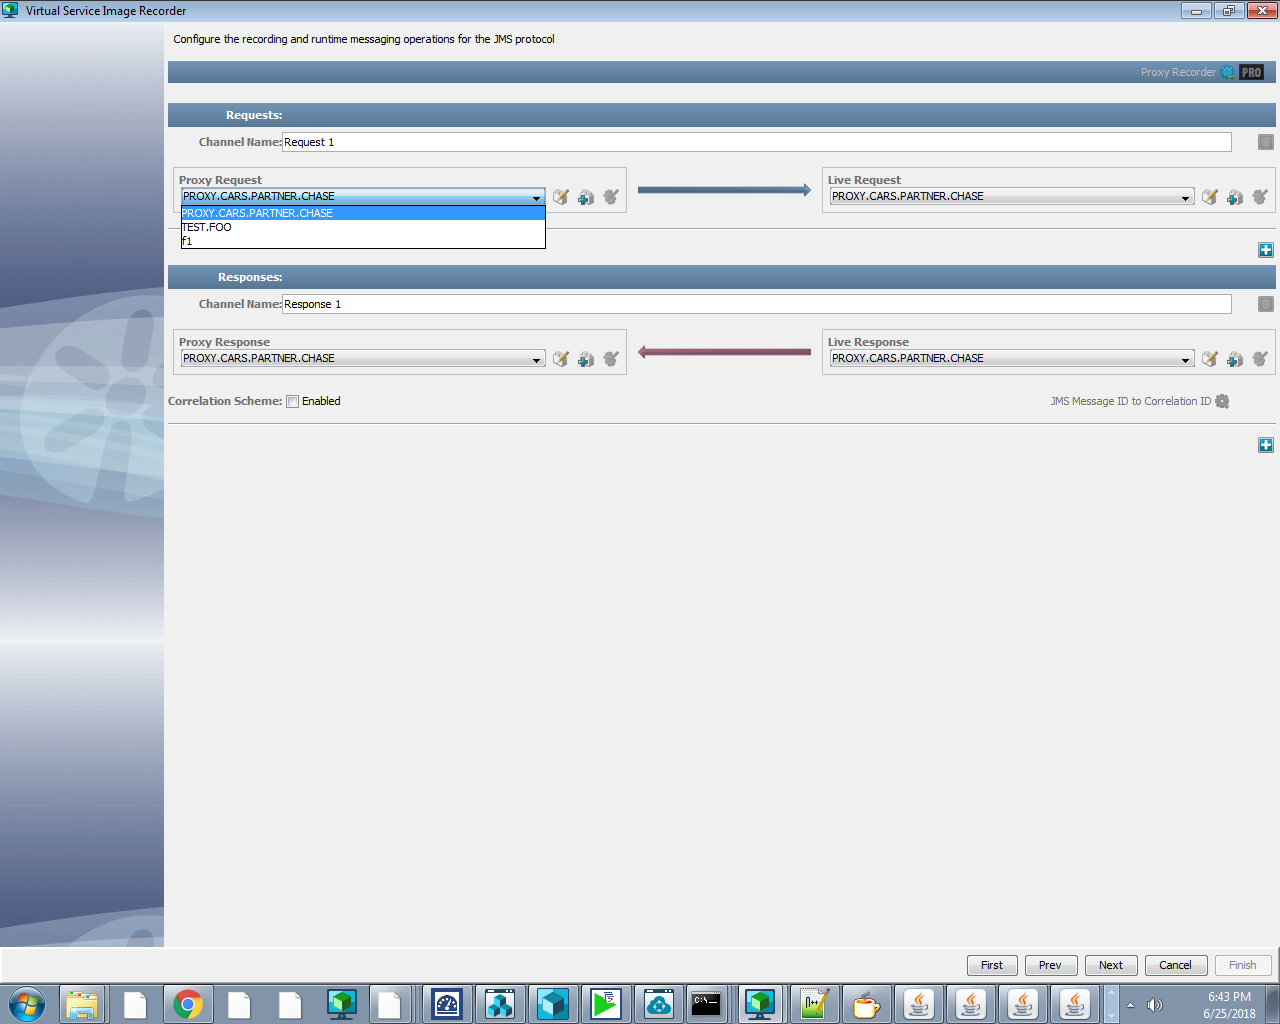 Virtual Service Image Recorder
Configure the recording and runtime messaging operations for the JMS protocol
Proxy Recorder PRO
Requests:
Channel Name: Request 1
Proxy Request
PROXY.CARS.PARTNER.CHASE
PROXY.CARS.PARTNER.CHASE
TEST.FOO
f1
Live Request
PROXY.CARS.PARTNER.CHASE
Responses:
Channel Name: Response 1
Proxy Response
PROXY.CARS.PARTNER.CHASE
Live Response
PROXY.CARS.PARTNER.CHASE
Correlation Scheme: Enabled
JMS Message ID to Correlation ID
First Prev Next Cancel Finish
6:43 PM
6/25/2018